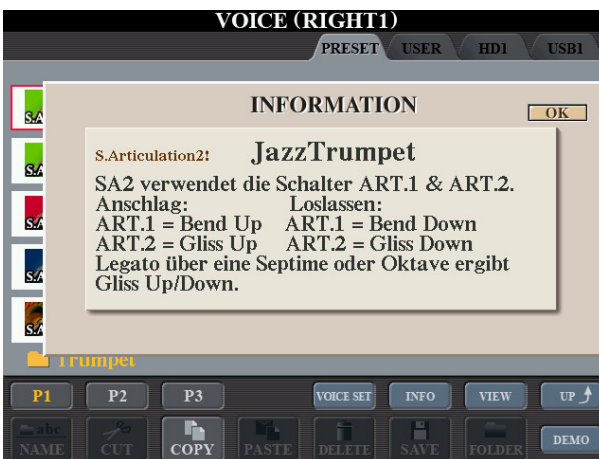 VOICE (RIGHT1)
PRESET USER HD1 USB1
INFORMATION
OK
S.Articulation2! JazzTrumpet
SA2 verwendet die Schalter ART.1 & ART.2.
Anschlag: Loslassen:
ART.1 = Bend Up ART.1 = Bend Down
ART.2 = Gliss Up ART.2 = Gliss Down
Legato über eine Septime oder Oktave ergibt
Gliss Up/Down.
S.A
S.A
S.A
S.A
S.A
Trumpet
P1 P2 P3 VOICE SET INFO VIEW UP
abc
NAME CUT COPY PASTE DELETE SAVE FOLDER DEMO